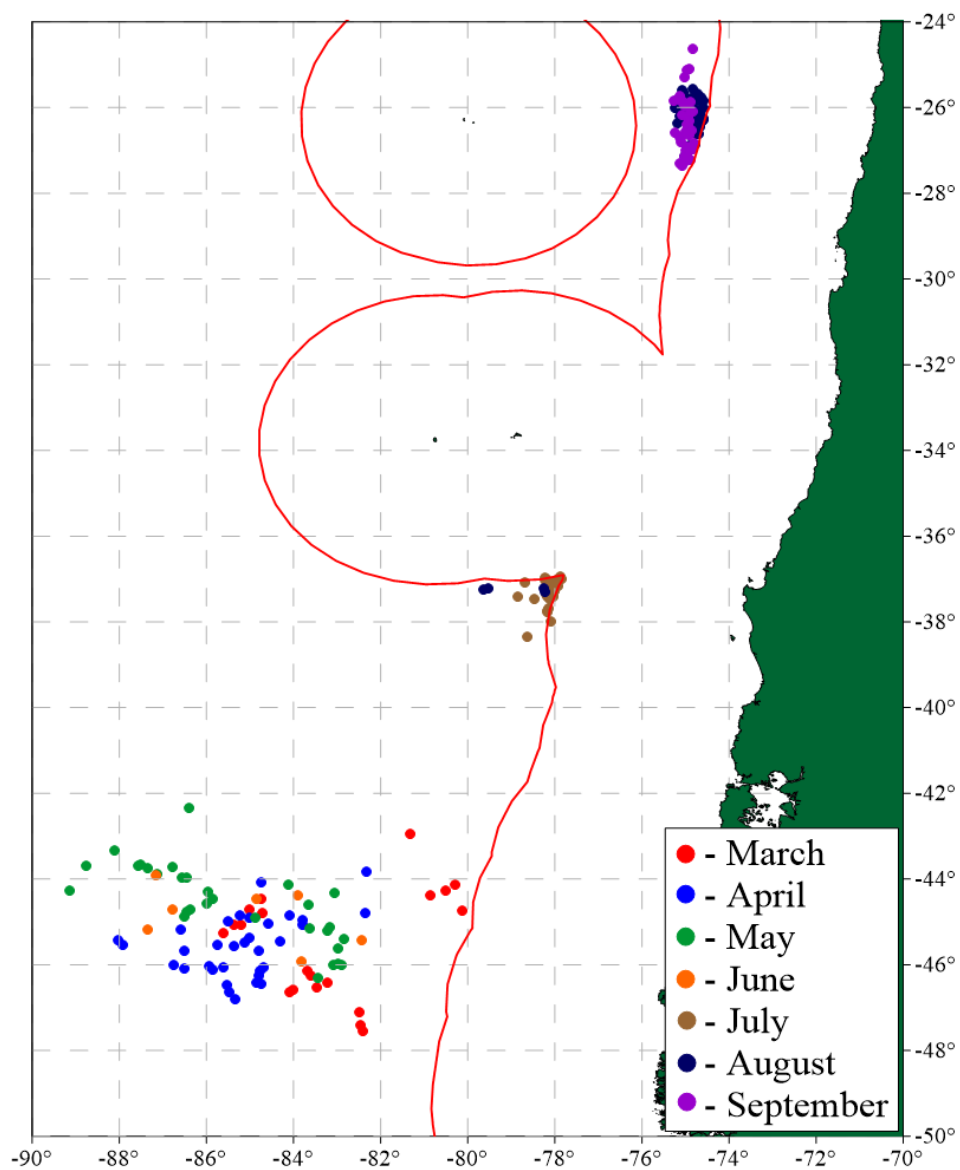 -24°
-26°
-28°
-30°
-32°
-34°
-36°
-38°
-40°
-42°
- March
- April
-44°
- May
- June
-46°
- July
- August
-48°
- September
-50°
-90° -88° -86° -84° -82° -80° -78° -76° -74° -72° -70°